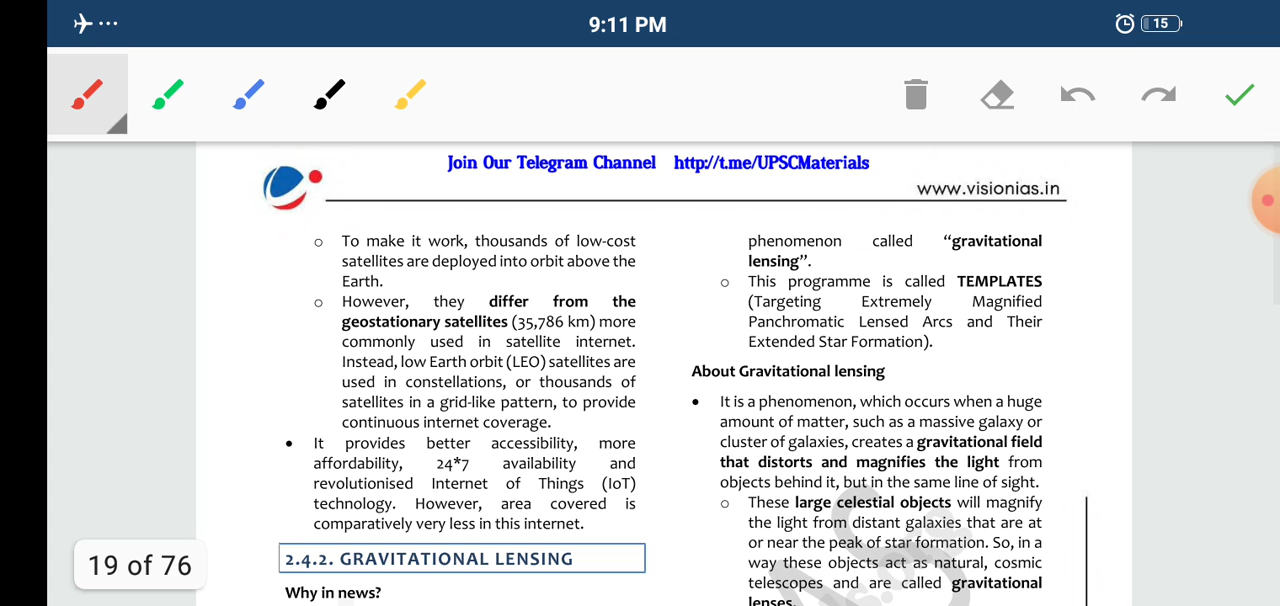 9:11 PM
15
Join Our Telegram Channel http://t.me/UPSCMaterials
www.visionias.in
o To make it work, thousands of low-cost
satellites are deployed into orbit above the
Earth.
o However, they differ from the
geostationary satellites (35,786 km) more
commonly used in satellite internet.
Instead, low Earth orbit (LEO) satellites are
used in constellations, or thousands of
satellites in a grid-like pattern, to provide
continuous internet coverage.
• It provides better accessibility, more
affordability, 24*7 availability and
revolutionised Internet of Things (IoT)
technology. However, area covered is
comparatively very less in this internet.
2.4.2. GRAVITATIONAL LENSING
Why in news?
phenomenon called “gravitational
lensing”.
o This programme is called TEMPLATES
(Targeting Extremely Magnified
Panchromatic Lensed Arcs and Their
Extended Star Formation).
About Gravitational lensing
• It is a phenomenon, which occurs when a huge
amount of matter, such as a massive galaxy or
cluster of galaxies, creates a gravitational field
that distorts and magnifies the light from
objects behind it, but in the same line of sight.
o These large celestial objects will magnify
the light from distant galaxies that are at
or near the peak of star formation. So, in a
way these objects act as natural, cosmic
telescopes and are called gravitational
lenses.
19 of 76